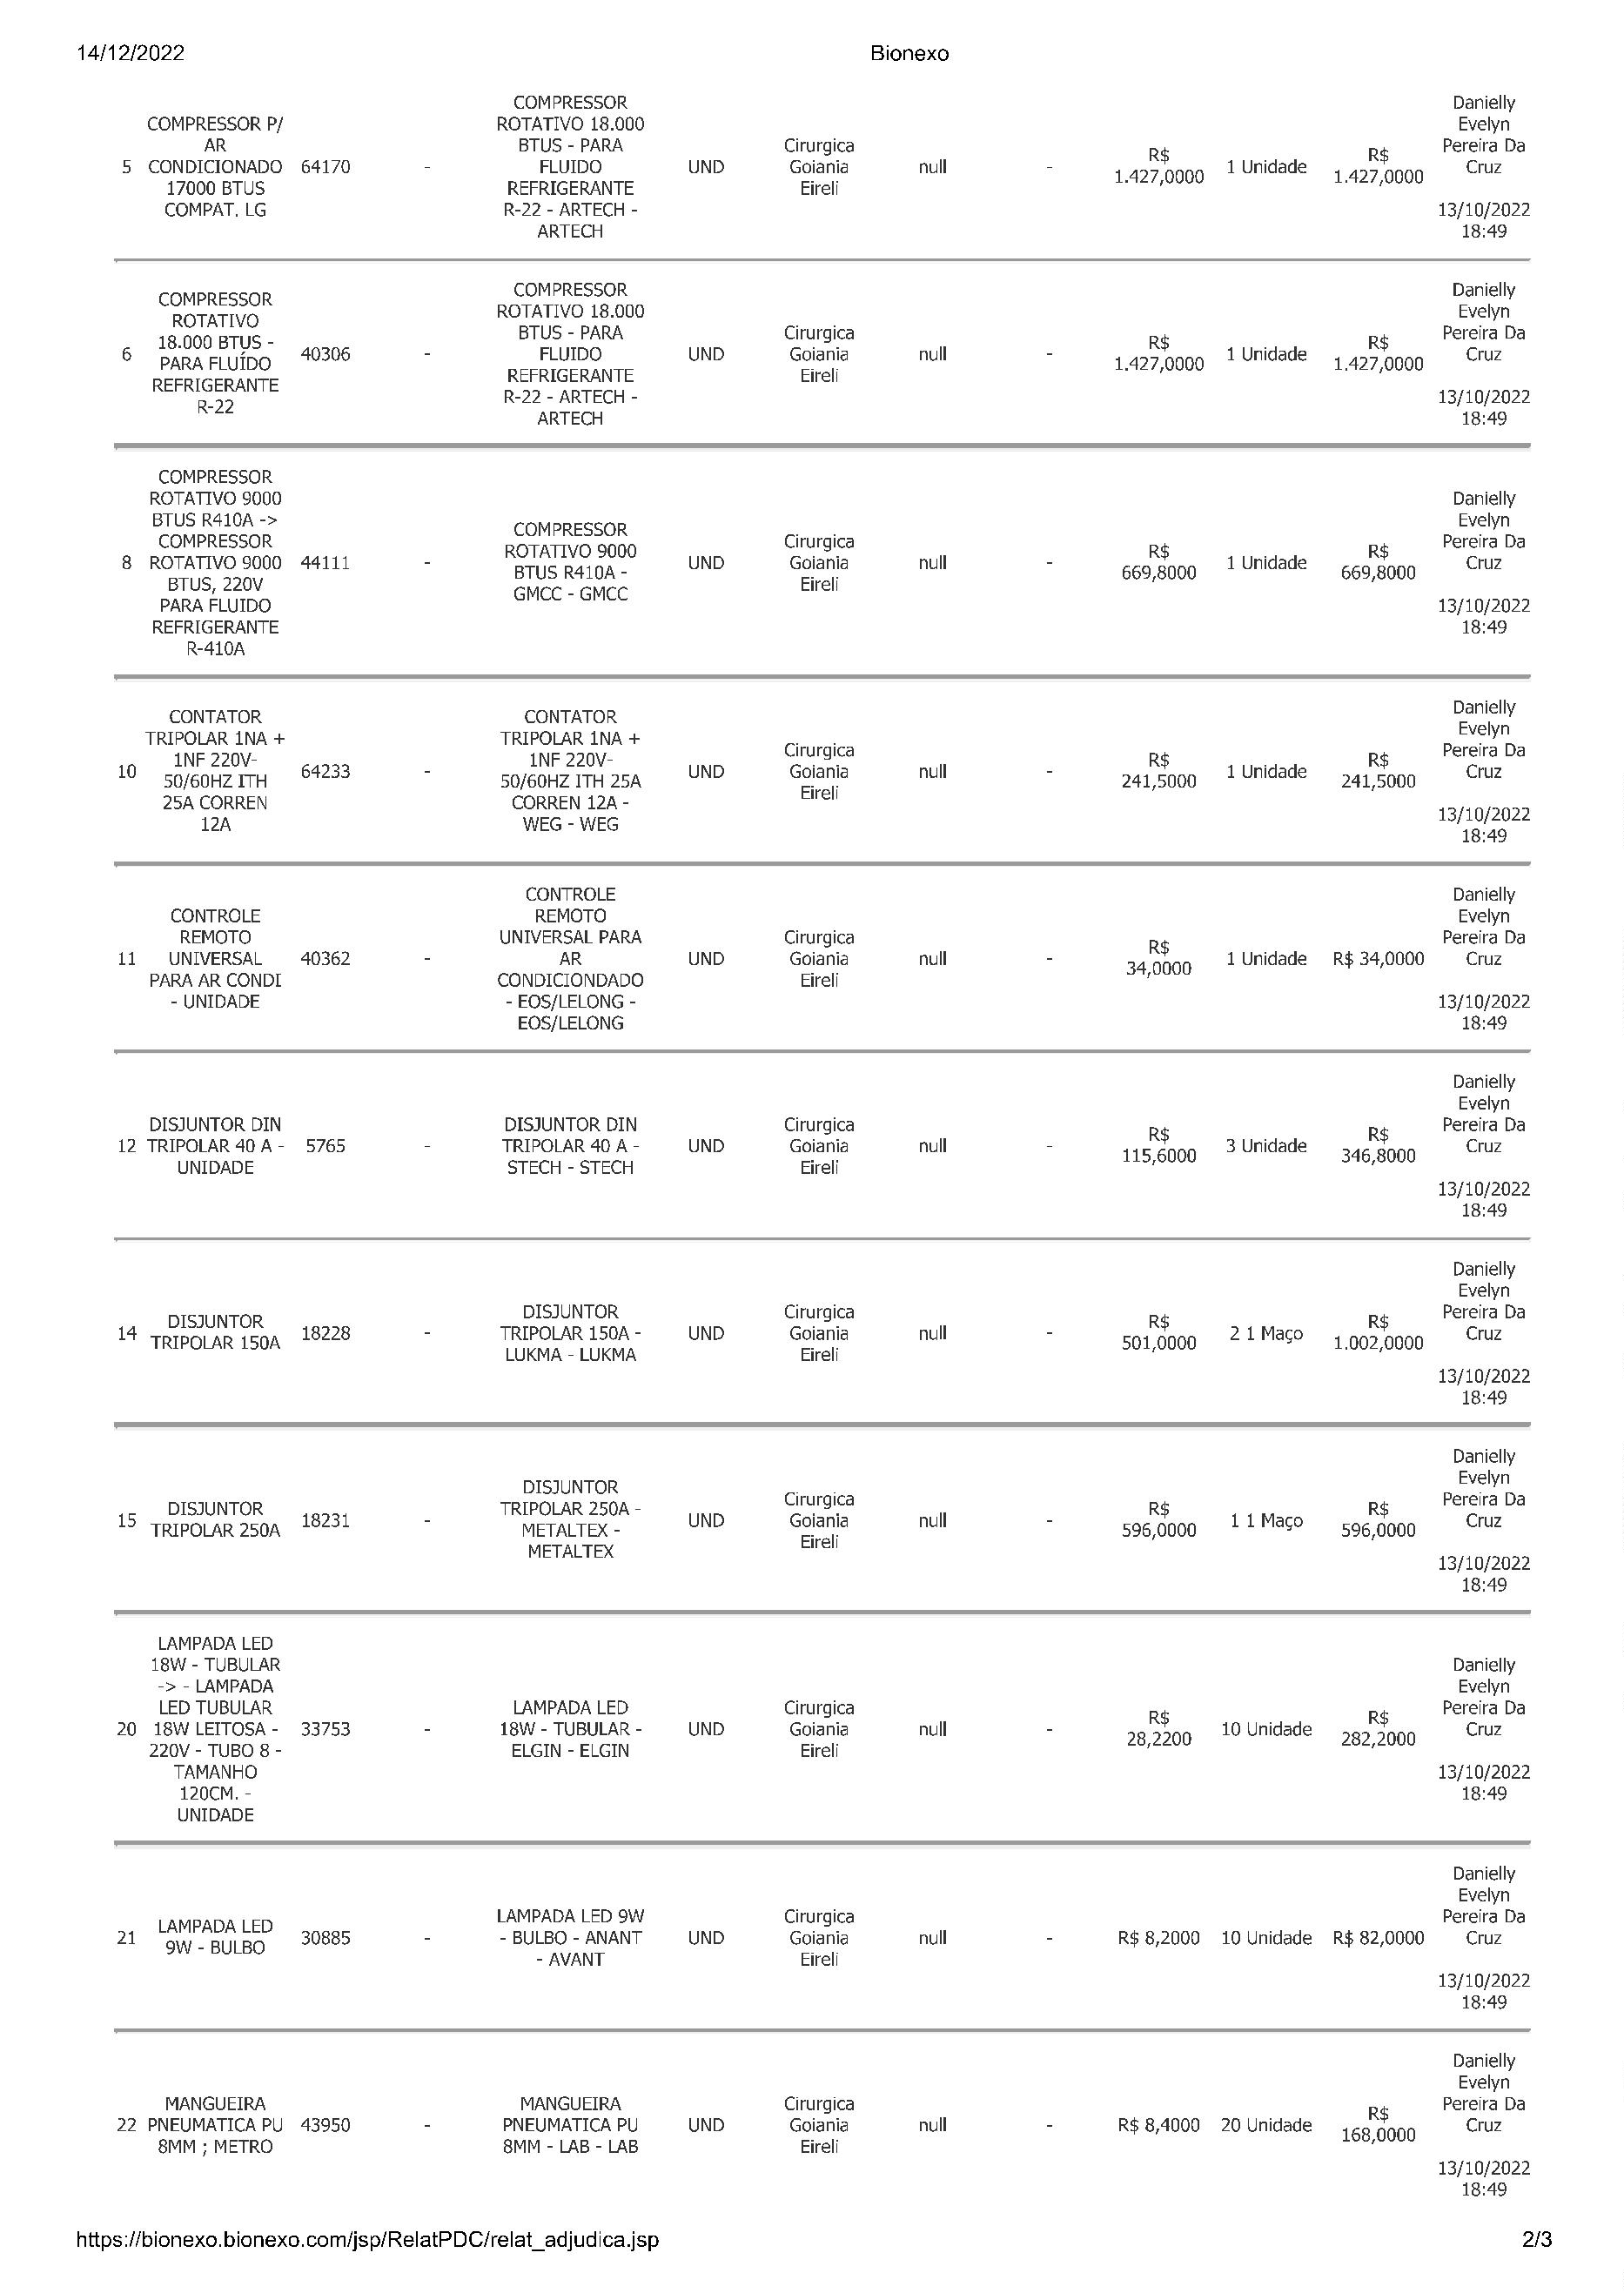 14/12/2022 Bionexo
COMPRESSOR Danielly
COMPRESSOR P/ ROTATIVO 18.000 Evelyn
AR BTUS - PARA Cirurgica R$ R$ Pereira Da
5 CONDICIONADO 64170 - FLUIDO UND Goiania null - 1.427,0000 1 Unidade 1.427,0000 Cruz
17000 BTUS REFRIGERANTE Eireli
COMPAT. LG R-22 - ARTECH - 13/10/2022
ARTECH 18:49
COMPRESSOR Danielly
COMPRESSOR ROTATIVO 18.000 Evelyn
ROTATIVO BTUS - PARA Cirurgica R$ R$ Pereira Da
18.000 BTUS -
6 PARA FLUÍDO 40306 - FLUIDO UND Goiania null - 1.427,0000 1 Unidade 1.427,0000 Cruz
REFRIGERANTE REFRIGERANTE Eireli
R-22 R-22 - ARTECH - 13/10/2022
ARTECH 18:49
COMPRESSOR
ROTATIVO 9000 Danielly
BTUS R410A -> COMPRESSOR Evelyn
COMPRESSOR ROTATIVO 9000 Cirurgica R$ R$ Pereira Da
8 ROTATIVO 9000 44111 - BTUS R410A - UND Goiania null - 669,8000 1 Unidade 669,8000 Cruz
BTUS, 220V GMCC - GMCC Eireli
PARA FLUIDO 13/10/2022
REFRIGERANTE 18:49
R-410A
Danielly
CONTATOR CONTATOR Evelyn
TRIPOLAR 1NA + TRIPOLAR 1NA + Cirurgica Pereira Da
1NF 220V- 1NF 220V- R$ R$
10 50/60HZ ITH 64233 - 50/60HZ ITH 25A UND Goiania null - 241,5000 1 Unidade 241,5000 Cruz
25A CORREN CORREN 12A - Eireli
12A WEG - WEG 13/10/2022
18:49
CONTROLE Danielly
CONTROLE REMOTO Evelyn
REMOTO UNIVERSAL PARA Cirurgica R$ Pereira Da
11 UNIVERSAL 40362 - AR UND Goiania null - 34,0000 1 Unidade R$ 34,0000 Cruz
PARA AR CONDI CONDICIONDADO Eireli
- UNIDADE - EOS/LELONG - 13/10/2022
EOS/LELONG 18:49
Danielly
Evelyn
DISJUNTOR DIN DISJUNTOR DIN Cirurgica R$ R$ Pereira Da
12 TRIPOLAR 40 A - 5765 - TRIPOLAR 40 A - UND Goiania null - 115,6000 3 Unidade 346,8000 Cruz
UNIDADE STECH - STECH Eireli
13/10/2022
18:49
Danielly
Evelyn
DISJUNTOR DISJUNTOR Cirurgica R$ R$ Pereira Da
14 TRIPOLAR 150A 18228 - TRIPOLAR 150A - UND Goiania null - 501,0000 2 1 Maço 1.002,0000 Cruz
LUKMA - LUKMA Eireli
13/10/2022
18:49
Danielly
DISJUNTOR Evelyn
DISJUNTOR TRIPOLAR 250A - Cirurgica R$ R$ Pereira Da
15 TRIPOLAR 250A 18231 - METALTEX - UND Goiania null - 596,0000 1 1 Maço 596,0000 Cruz
METALTEX Eireli
13/10/2022
18:49
LAMPADA LED
18W - TUBULAR Danielly
-> - LAMPADA Evelyn
LED TUBULAR LAMPADA LED Cirurgica R$ R$ Pereira Da
20 18W LEITOSA - 33753 - 18W - TUBULAR - UND Goiania null - 28,2200 10 Unidade 282,2000 Cruz
220V - TUBO 8 - ELGIN - ELGIN Eireli
TAMANHO 13/10/2022
120CM. - 18:49
UNIDADE
Danielly
Evelyn
LAMPADA LED LAMPADA LED 9W Cirurgica Pereira Da
21 9W - BULBO 30885 - - BULBO - ANANT UND Goiania null - R$ 8,2000 10 Unidade R$ 82,0000 Cruz
- AVANT Eireli
13/10/2022
18:49
Danielly
Evelyn
MANGUEIRA MANGUEIRA Cirurgica R$ Pereira Da
22 PNEUMATICA PU 43950 - PNEUMATICA PU UND Goiania null - R$ 8,4000 20 Unidade 168,0000 Cruz
8MM ; METRO 8MM - LAB - LAB Eireli
13/10/2022
18:49
https://bionexo.bionexo.com/jsp/RelatPDC/relat_adjudica.jsp 2/3